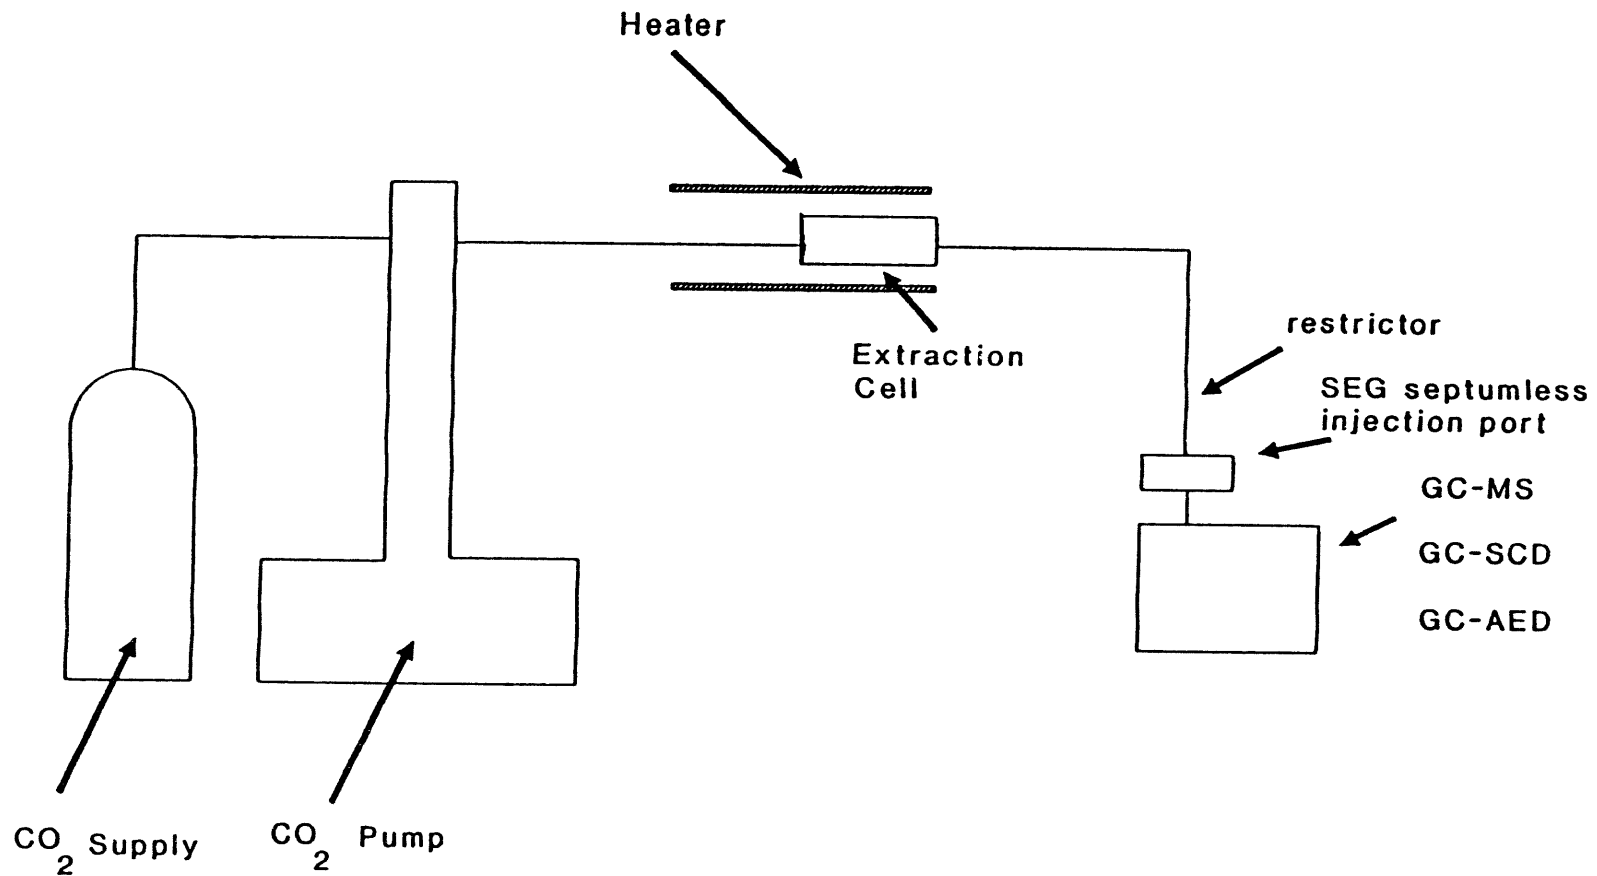 Heater
Extraction
Cell
restrictor
SEG septumless
injection port
GC-MS
GC-SCD
GC-AED
CO2 Supply
CO2 Pump